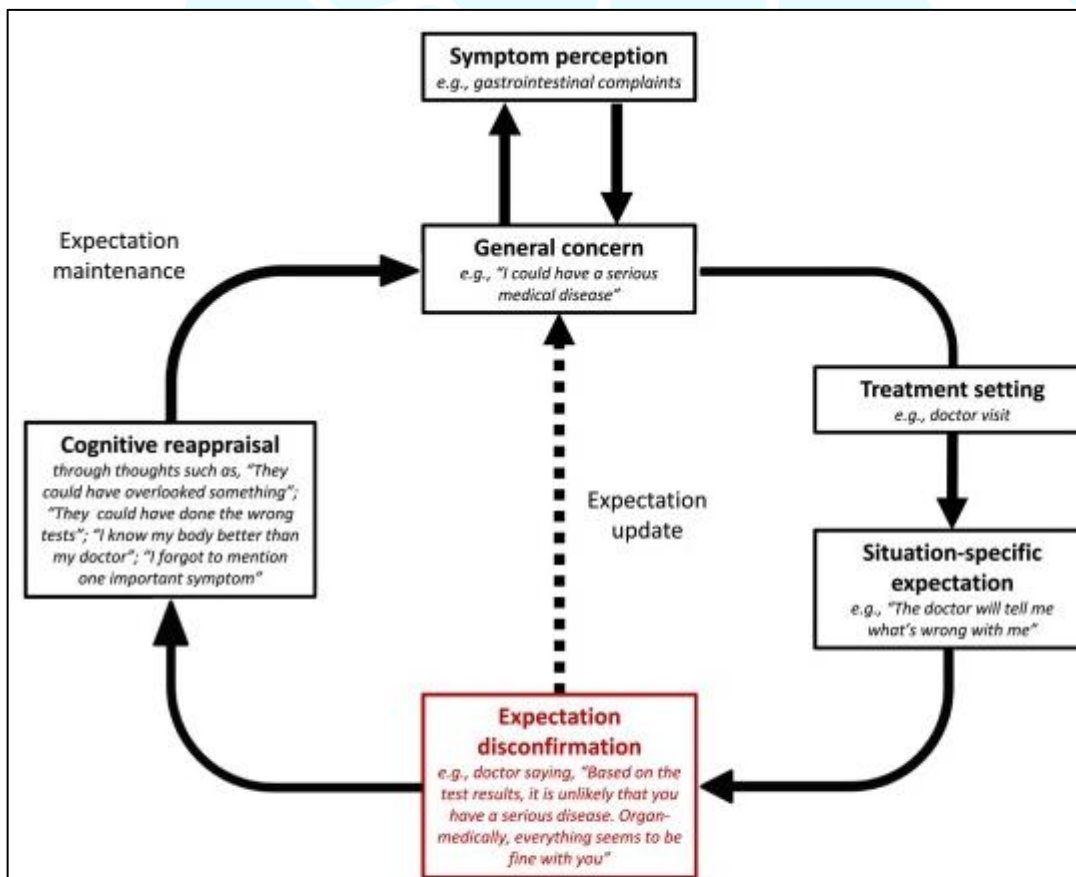 Symptom perception
e.g., gastrointestinal complaints
Expectation
maintenance
General concern
e.g., “I could have a serious
medical disease”
Treatment setting
e.g., doctor visit
Cognitive reappraisal
through thoughts such as, “They
could have overlooked something”;
“They could have done the wrong
tests”; “I know my body better than
my doctor”; “I forgot to mention
one important symptom”
Expectation
update
Situation-specific
expectation
e.g., “The doctor will tell me
what’s wrong with me”
Expectation
disconfirmation
e.g., doctor saying, “Based on the
test results, it is unlikely that you
have a serious disease. Organ-
medically, everything seems to be
fine with you”